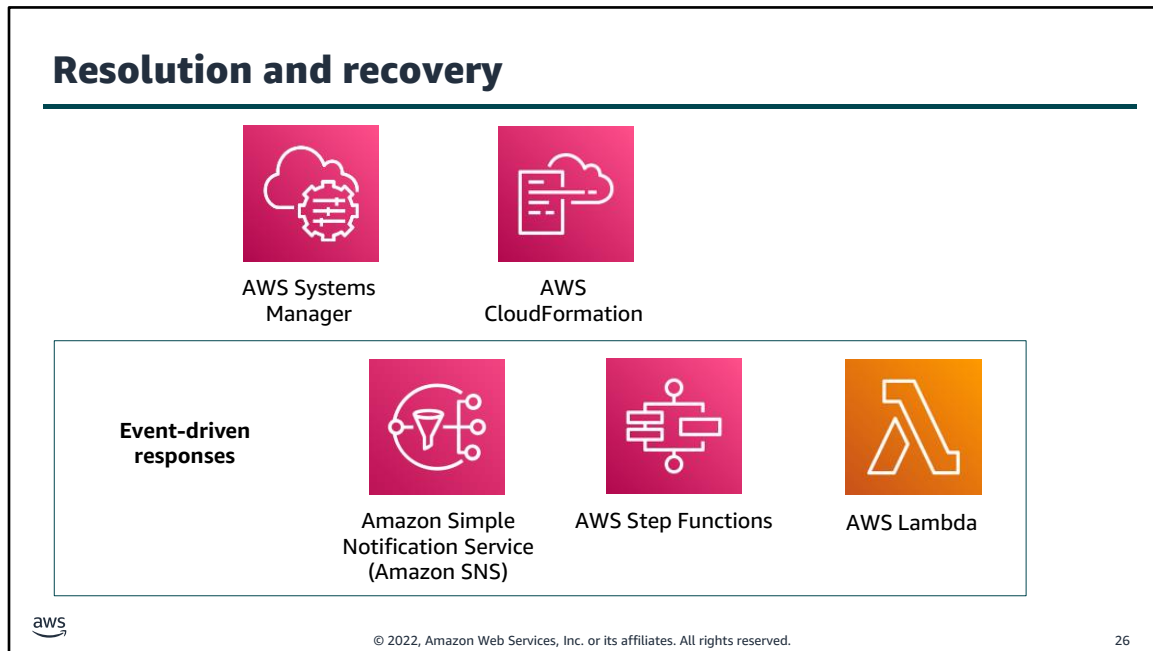 Resolution and recovery
AWS Systems
Manager
AWS
CloudFormation
Event-driven
responses
Amazon Simple
Notification Service
(Amazon SNS)
AWS Step Functions
AWS Lambda
aws
© 2022, Amazon Web Services, Inc. or its affiliates. All rights reserved.
26